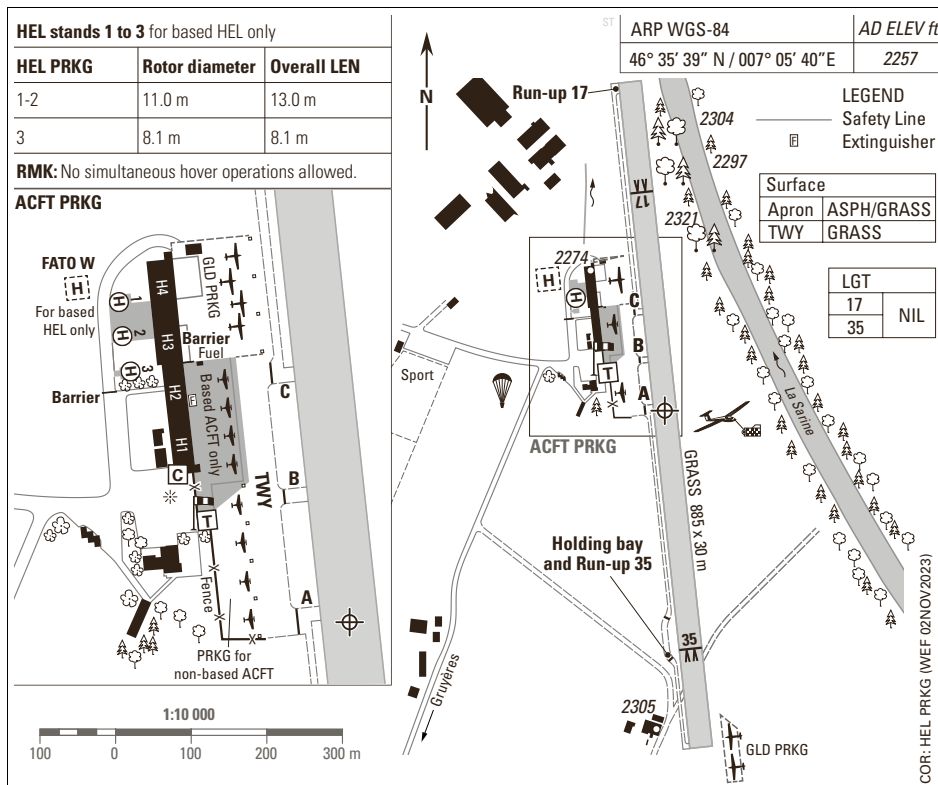 HEL stands 1 to 3 for based HEL only
HEL PRKG Rotor diameter Overall LEN
1-2 11.0 m 13.0 m
3 8.1 m 8.1 m
RMK: No simultaneous hover operations allowed.
ACFT PRKG
FATO W
H
For based
HEL only
H
1
H
2
H
3
H4
H3
H2
H1
GLD PRKG
Barrier
Fuel
Barrier
F
Based ACFT only
C
T
TWY
C
B
A
Fence
PRKG for
non-based ACFT
1:10 000
100 0 100 200 300 m
N
ST
ARP WGS-84 AD ELEV ft
46° 35' 39" N / 007° 05' 40"E 2257
Run-up 17
LEGEND
Safety Line
F Extinguisher
Surface
Apron ASPH/GRASS
TWY GRASS
LGT
17 NIL
35
2304
2297
2321
17
2274
H
H
C
B
A
T
Sport
ACFT PRKG
La Sarine
GRASS 885 x 30 m
Holding bay
and Run-up 35
35
Gruyères
2305
GLD PRKG
COR: HEL PRKG (WEF 02NOV2023)